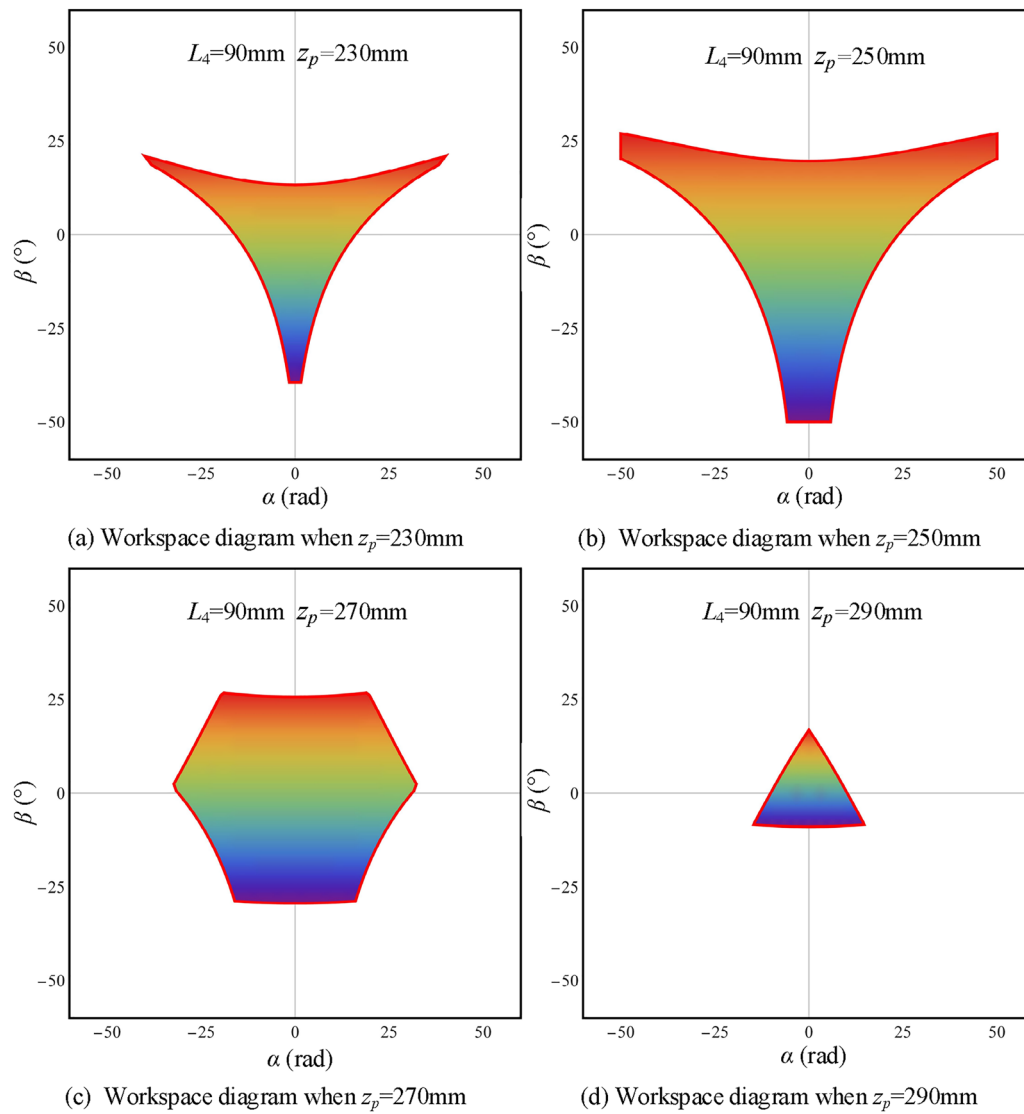 L₄=90mm zₚ=230mm
50
25
0
−25
−50
β (°)
−50 0 50
−25 25
α (rad)
(a) Workspace diagram when zₚ=230mm
L₄=90mm zₚ=250mm
50
25
0
−25
−50
β (°)
−50 −25 0 25 50
α (rad)
(b) Workspace diagram when zₚ=250mm
L₄=90mm zₚ=270mm
50
25
0
−25
−50
β (°)
−50 −25 0 25 50
α (rad)
(c) Workspace diagram when zₚ=270mm
L₄=90mm zₚ=290mm
50
25
0
−25
−50
β (°)
−50 −25 0 25 50
α (rad)
(d) Workspace diagram when zₚ=290mm